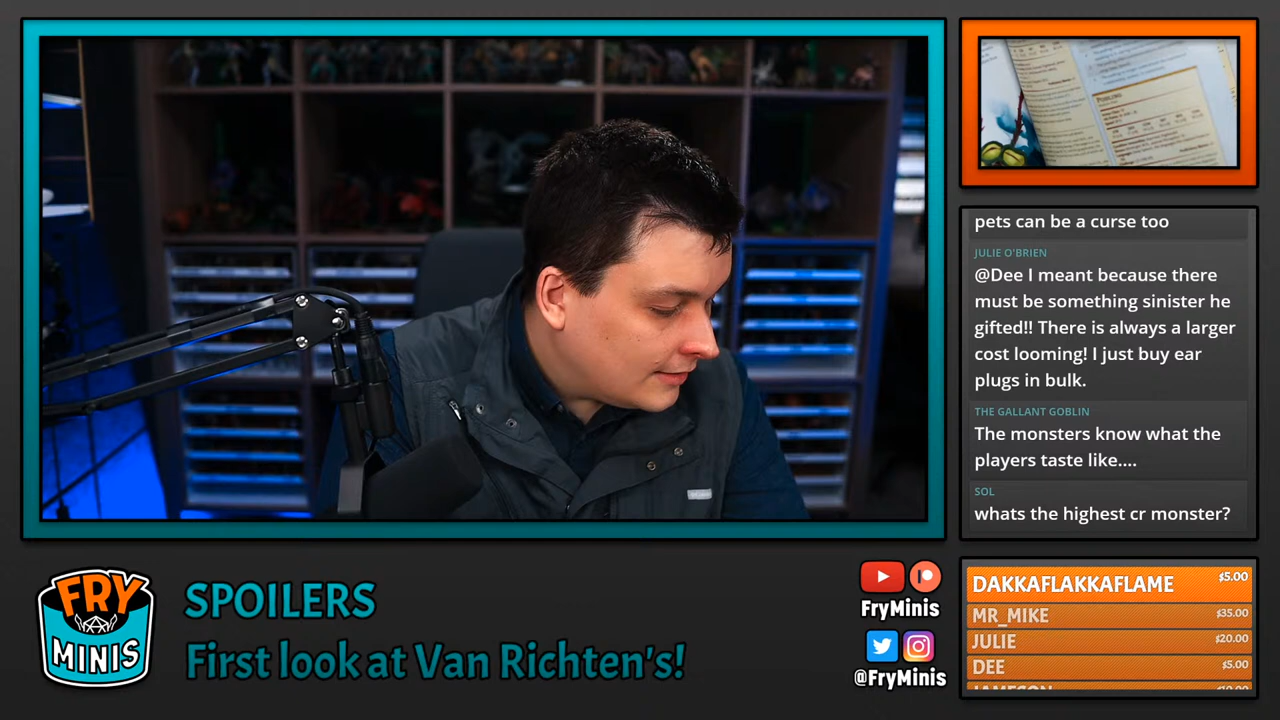 pets can be a curse too
JULIE O'BRIEN
@Dee I meant because there
must be something sinister he
gifted!! There is always a larger
cost looming! I just buy ear
plugs in bulk.
THE GALLANT GOBLIN
The monsters know what the
players taste like....
SOL
whats the highest cr monster?
FRY
MINIS
SPOILERS
First look at Van Richten's!
FryMinis
@FryMinis
DAKKAFLAKKAFLAME $5.00
MR_MIKE $35.00
JULIE $20.00
DEE $5.00